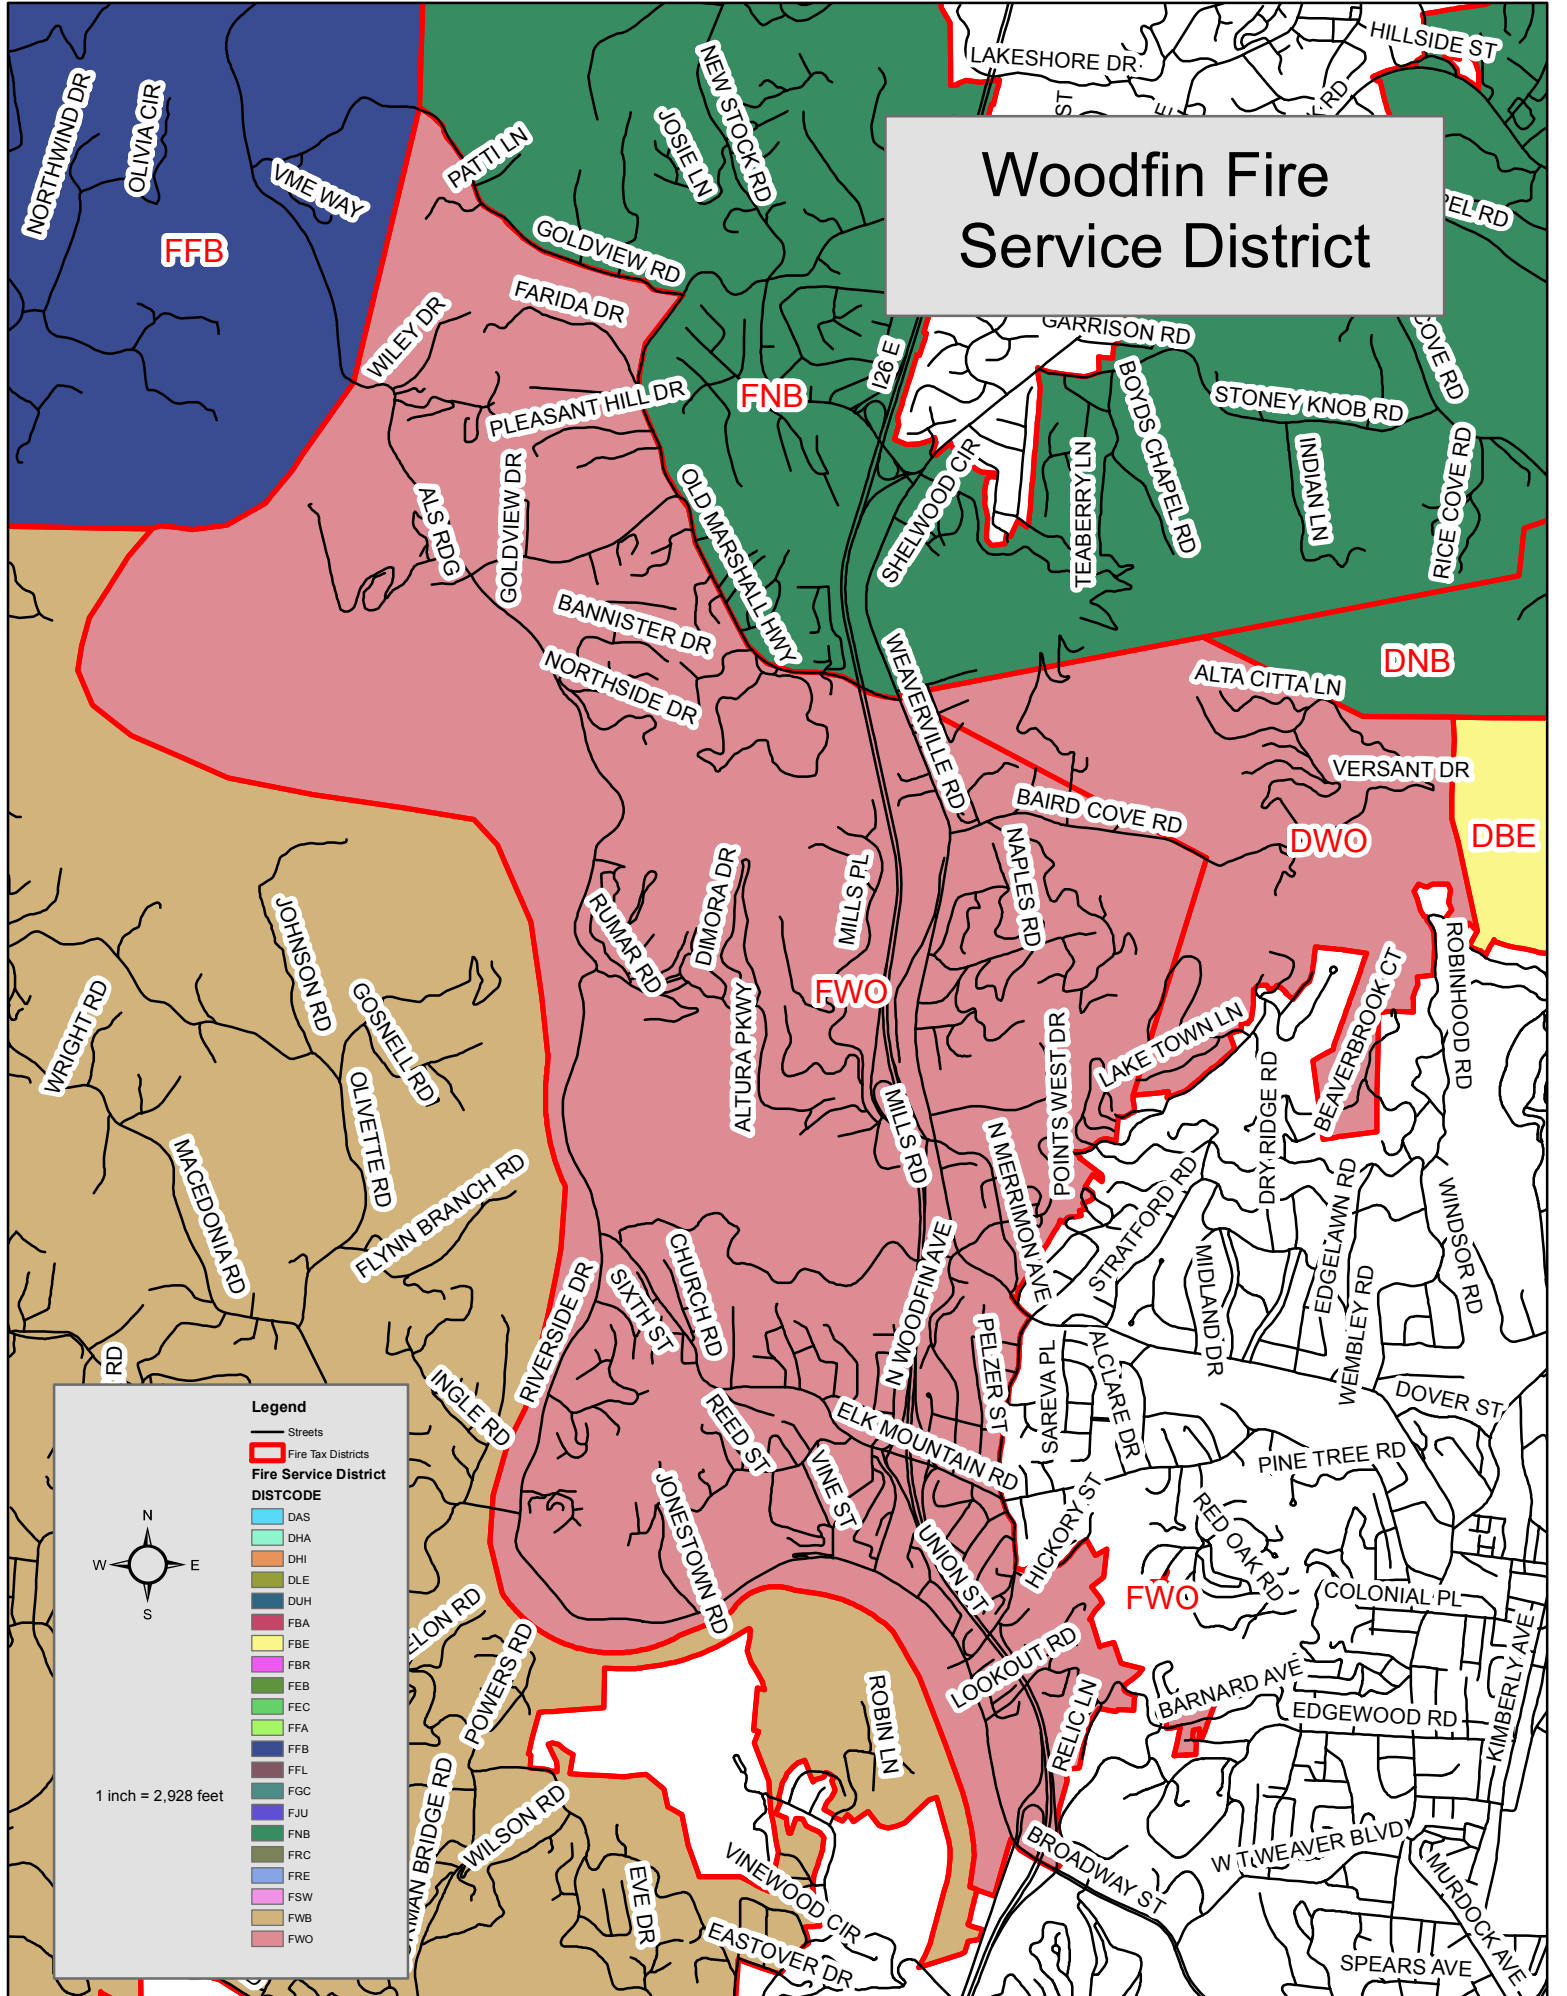 Woodfin Fire
Service District
LAKESHORE DR
HILLSIDE ST
ST
E
RD
PEL RD
NORTHWIND DR
OLIVIA CIR
VME WAY
FFB
PATTI LN
JOSIE LN
NEW STOCK RD
GOLDVIEW RD
FARIDA DR
WILEY DR
PLEASANT HILL DR
FNB
I26 E
GARRISON RD
COVE RD
BOYDS CHAPEL RD
STONEY KNOB RD
INDIAN LN
RICE COVE RD
TEABERRY LN
SHELWOOD CIR
ALS RDG
GOLDVIEW DR
OLD MARSHALL HWY
BANNISTER DR
NORTHSIDE DR
WEAVERVILLE RD
DNB
ALTA CITTA LN
VERSANT DR
BAIRD COVE RD
DWO
DBE
NAPLES RD
MILLS PL
DIMORA DR
RUMAR RD
FWO
ALTURA PKWY
JOHNSON RD
GOSNELL RD
WRIGHT RD
OLIVETTE RD
MACEDONIA RD
FLYNN BRANCH RD
POINTS WEST DR
LAKE TOWN LN
BEAVERBROOK CT
ROBINHOOD RD
DRY RIDGE RD
MILLS RD
N MERRIMON AVE
STRATFORD RD
EDGELAWN RD
WINDSOR RD
MIDLAND DR
WEMBLEY RD
CHURCH RD
SIXTH ST
RIVERSIDE DR
N WOODFIN AVE
PELZER ST
SAREVA PL
ALCLARE DR
DOVER ST
RD
INGLE RD
REED ST
ELK MOUNTAIN RD
VINE ST
PINE TREE RD
HICKORY ST
RED OAK RD
JONESTOWN RD
UNION ST
FWO
COLONIAL PL
KIMBERLY AVE
ELON RD
POWERS RD
LOOKOUT RD
RELIC LN
BARNARD AVE
EDGEWOOD RD
ROBIN LN
RMAN BRIDGE RD
WILSON RD
EVE DR
VINEWOOD CIR
EASTOVER DR
BROADWAY ST
W T WEAVER BLVD
MURDOCK AVE
SPEARS AVE
Legend
Streets
Fire Tax Districts
Fire Service District
DISTCODE
DAS
DHA
DHI
DLE
DUH
FBA
FBE
FBR
FEB
FEC
FFA
FFB
FFL
FGC
FJU
FNB
FRC
FRE
FSW
FWB
FWO
N
W
E
S
1 inch = 2,928 feet